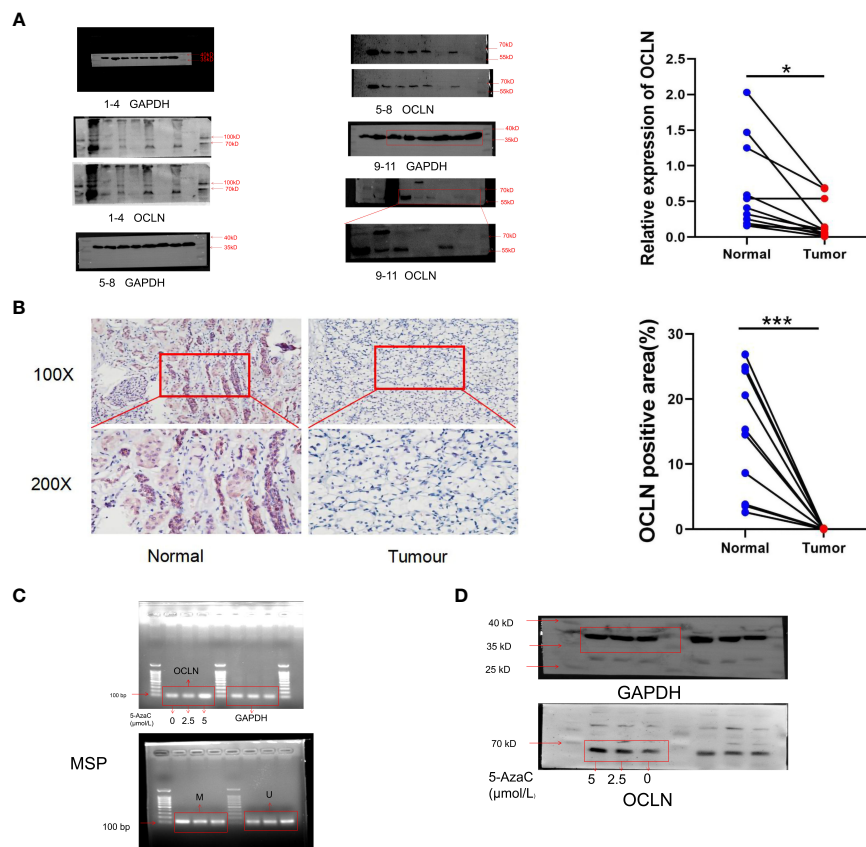 A
70kD
55kD
1-4 GAPDH
70kD
55kD
5-8 OCLN
100kD
70kD
40kD
35kD
9-11 GAPDH
100kD
70kD
1-4 OCLN
70kD
55kD
40kD
35kD
5-8 GAPDH
55kD
9-11 OCLN
Relative expression of OCLN
2.5
2.0
1.5
1.0
0.5
0.0
*
Normal
Tumor
B
100X
200X
Normal
Tumour
OCLN positive area(%)
30
20
10
0
***
Normal
Tumor
C
OCLN
100 bp
5-AzaC
(μmol/L)
0 2.5 5
GAPDH
MSP
M
U
100 bp
D
40 kD
35 kD
25 kD
GAPDH
70 kD
5-AzaC
(μmol/L)
5 2.5 0
OCLN